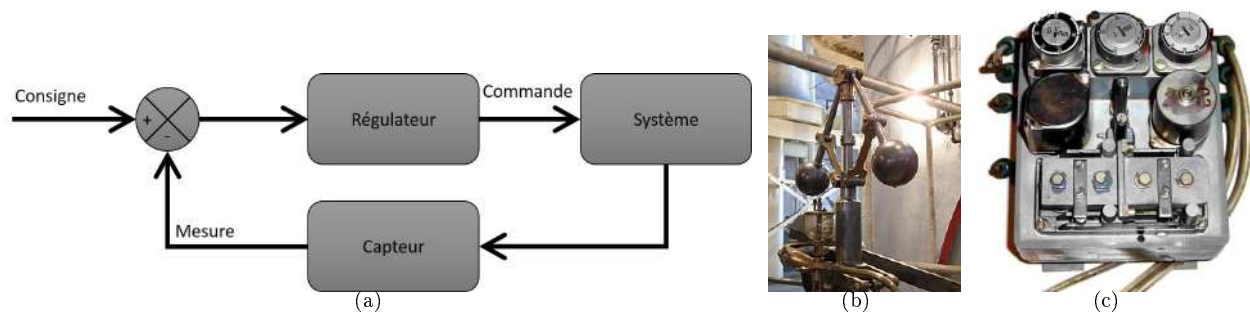 Consigne
+
-
Régulateur
Commande
Système
Mesure
Capteur
(a)
(b)
(c)